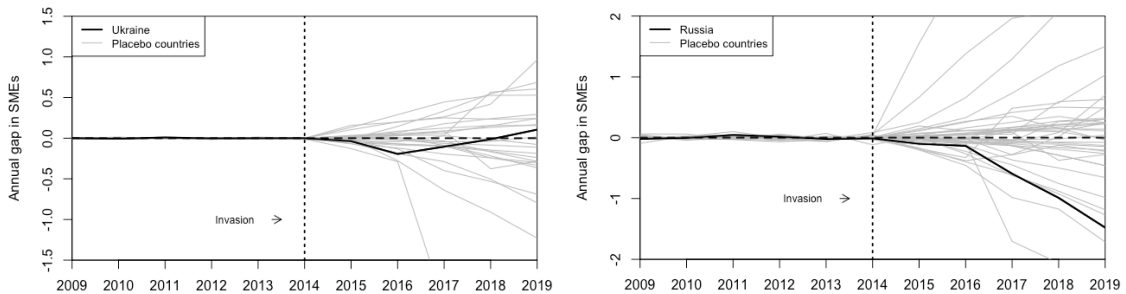 Annual gap in SMEs
1.5
1.0
0.5
0.0
-0.5
-1.0
-1.5
Ukraine
Placebo countries
Invasion
2009 2010 2011 2012 2013 2014 2015 2016 2017 2018 2019
Annual gap in SMEs
2
1
0
-1
-2
Russia
Placebo countries
Invasion
2009 2010 2011 2012 2013 2014 2015 2016 2017 2018 2019